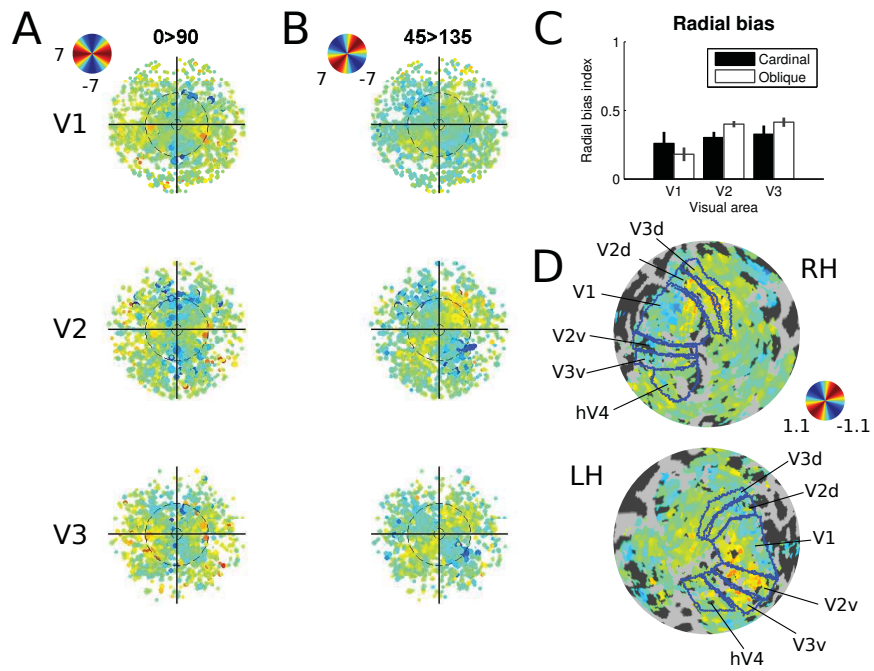 A
0>90
7
-7
B
45>135
7
-7
V1
V2
V3
C
Radial bias
Radial bias index
1
0.5
0
Cardinal
Oblique
V1
V2
V3
Visual area
D
RH
V3d
V2d
V1
V2v
V3v
hV4
1.1
-1.1
LH
V3d
V2d
V1
V2v
V3v
hV4